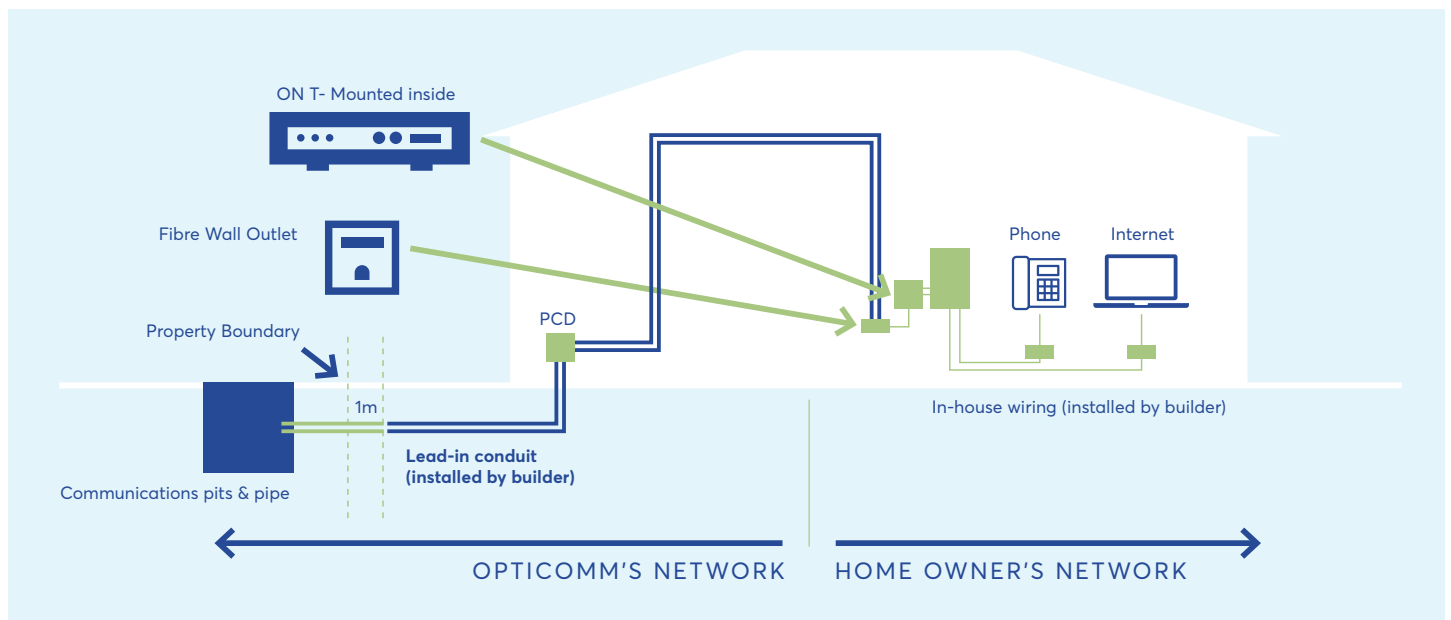 ON T- Mounted inside
Fibre Wall Outlet
Phone
Internet
PCD
Property Boundary
1m
In-house wiring (installed by builder)
Lead-in conduit
(installed by builder)
Communications pits & pipe
OPTICOMM'S NETWORK
HOME OWNER'S NETWORK